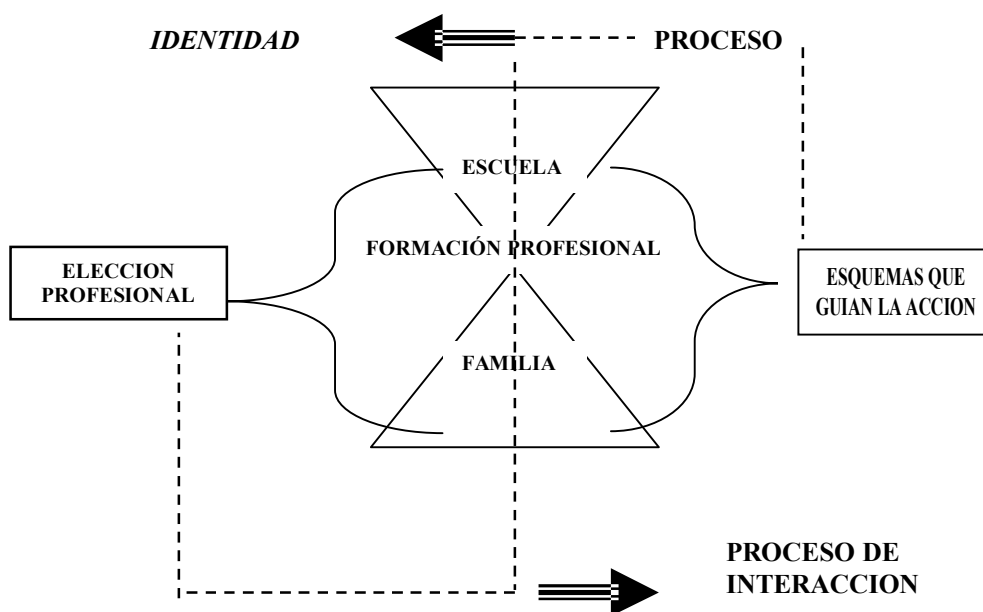 IDENTIDAD
PROCESO
ESCUELA
FORMACIÓN PROFESIONAL
ELECCION
PROFESIONAL
ESQUEMAS QUE
GUIAN LA ACCION
FAMILIA
PROCESO DE
INTERACCION